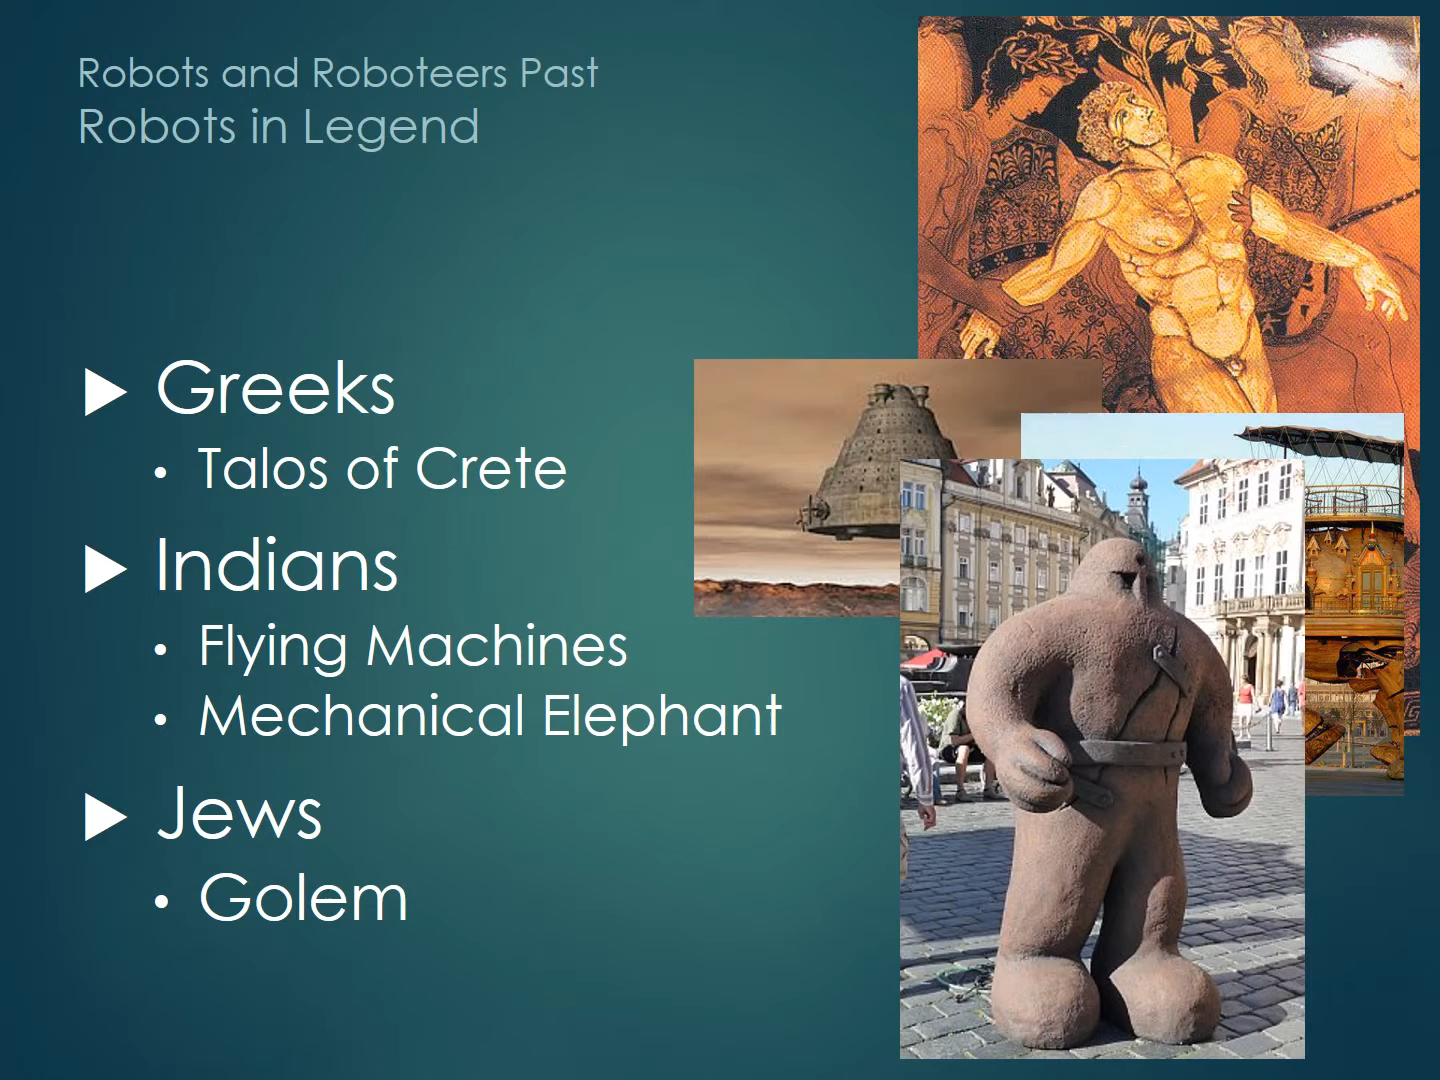 Robots and Roboteers Past
Robots in Legend
Greeks
Talos of Crete
Indians
Flying Machines
Mechanical Elephant
Jews
Golem